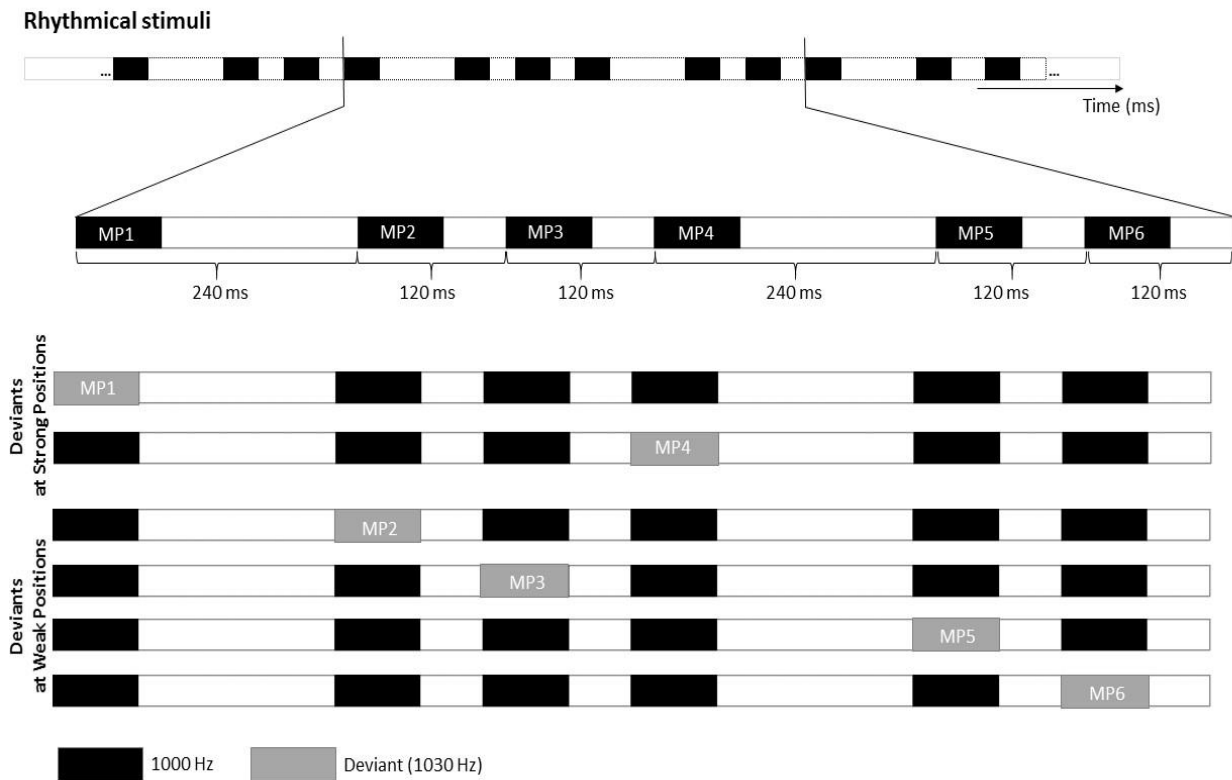 Rhythmical stimuli
... ...
Time (ms)
MP1 MP2 MP3 MP4 MP5 MP6
240 ms 120 ms 120 ms 240 ms 120 ms 120 ms
Deviants
at Strong Positions
MP1
MP4
Deviants
at Weak Positions
MP2
MP3
MP5
MP6
1000 Hz Deviant (1030 Hz)